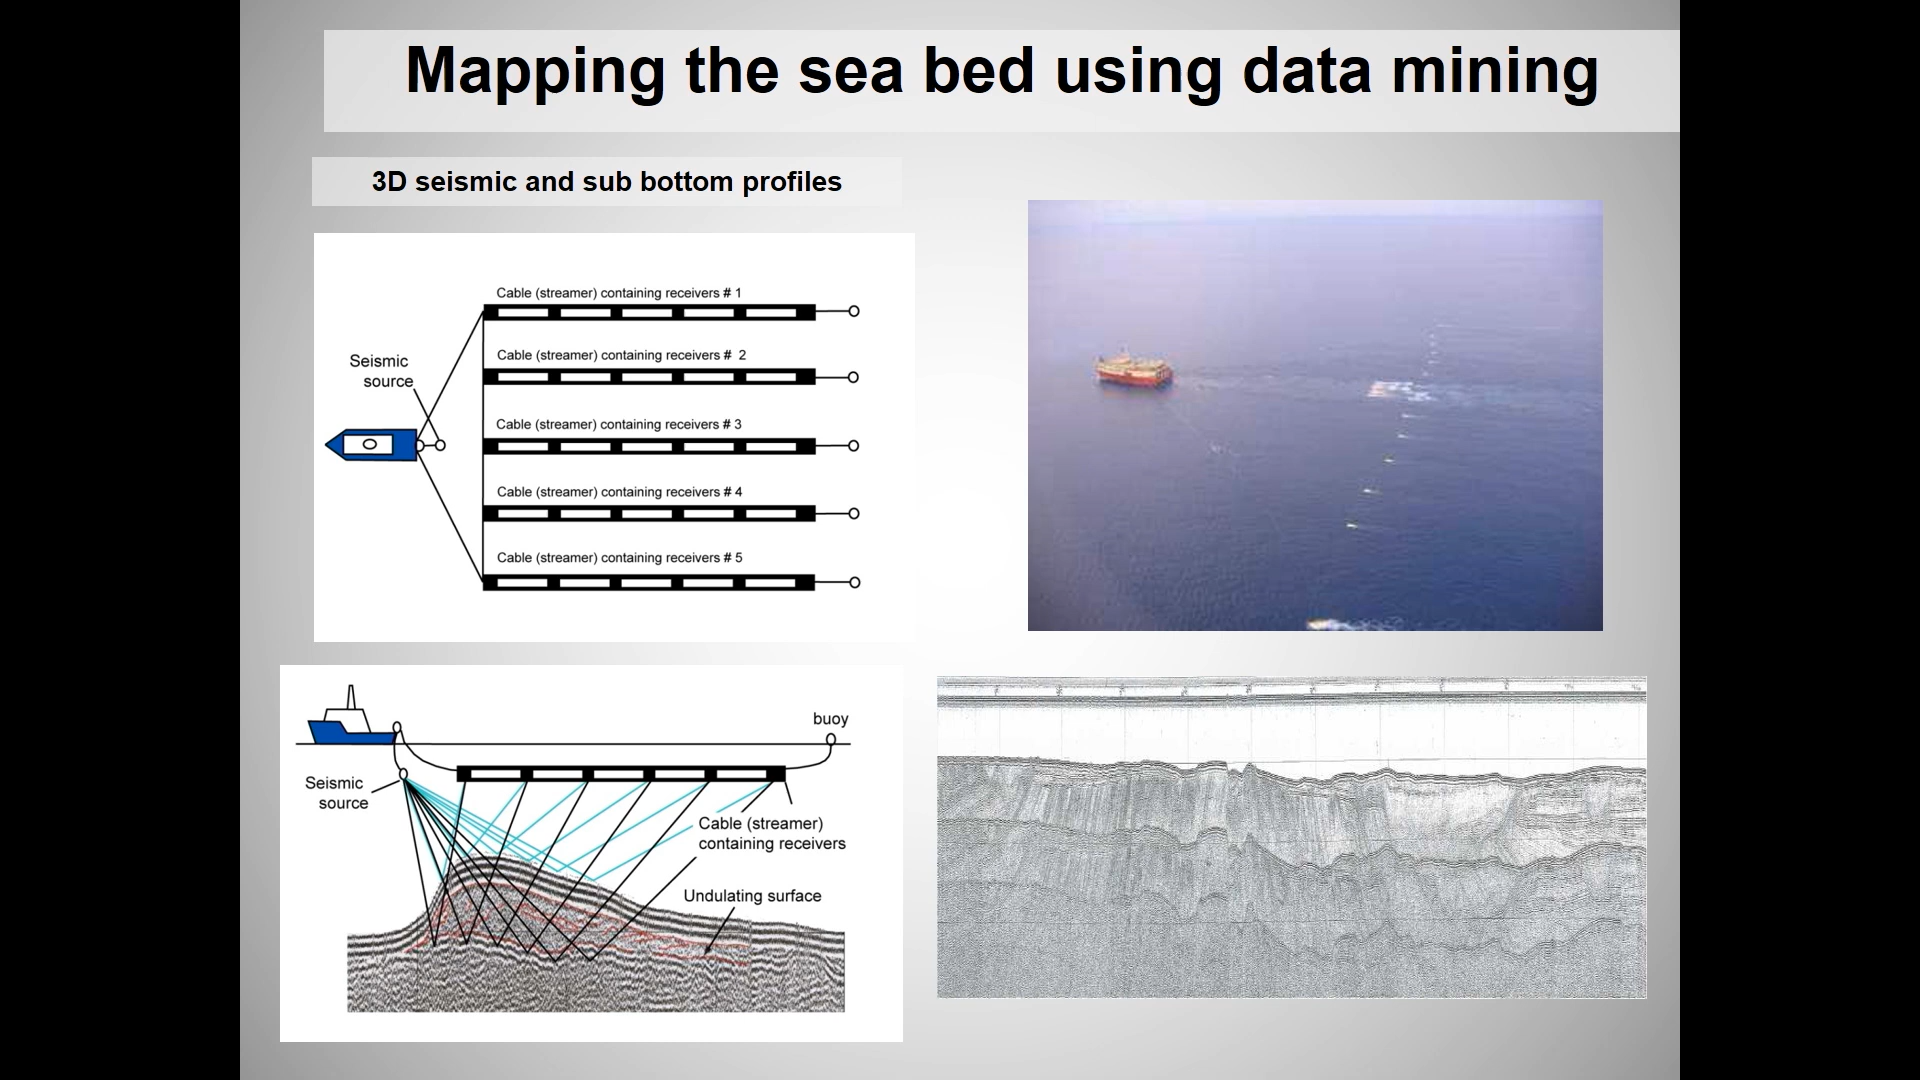 Mapping the sea bed using data mining
3D seismic and sub bottom profiles
Cable (streamer) containing receivers # 1
Cable (streamer) containing receivers # 2
Seismic
source
Cable (streamer) containing receivers # 3
Cable (streamer) containing receivers # 4
Cable (streamer) containing receivers # 5
buoy
Seismic
source
Cable (streamer)
containing receivers
Undulating surface